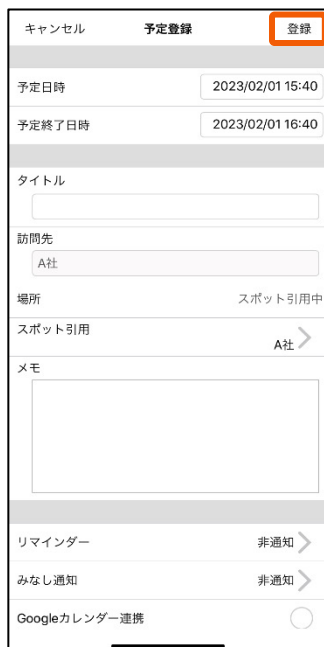 キャンセル 予定登録 登録
予定日時 2023/02/01 15:40
予定終了日時 2023/02/01 16:40
タイトル
訪問先
A社
場所 スポット引用中
スポット引用
A社
メモ
リマインダー 非通知
みなし通知 非通知
Googleカレンダー連携